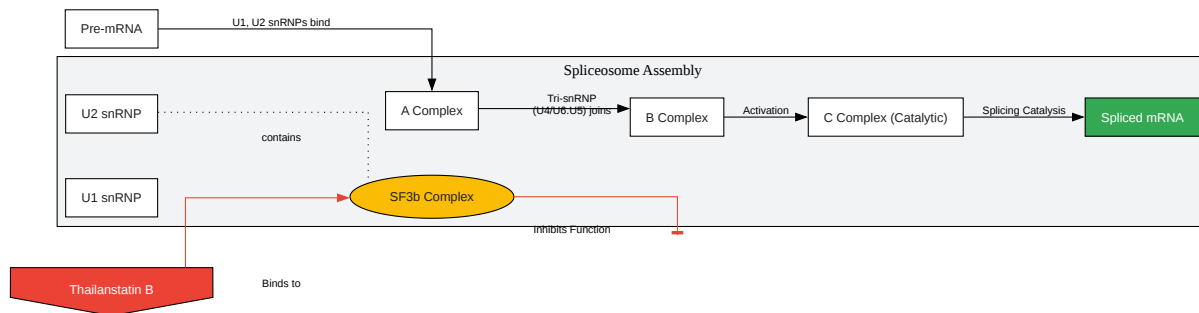 Pre-mRNA
U1, U2 snRNPs bind
Spliceosome Assembly
U2 snRNP
A Complex
Tri-snRNP
(U4/U6.U5) joins
B Complex
Activation
C Complex (Catalytic)
Splicing Catalysis
Spliced mRNA
contains
U1 snRNP
SF3b Complex
Inhibits Function
Thailanstatin B
Binds to